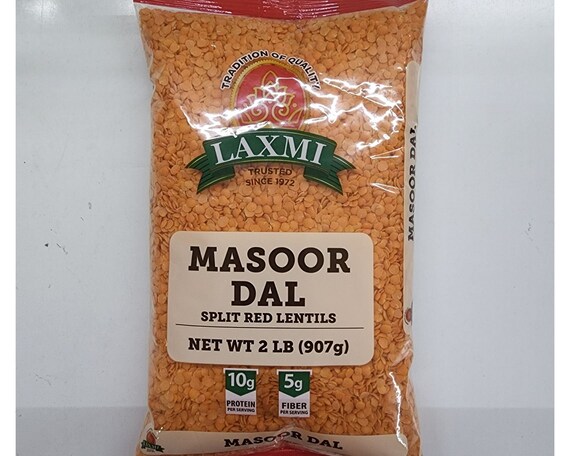 TRADITION OF QUALITY
LAXMI
TRUSTED
SINCE 1972
MASOOR DAL
MASOOR
DAL
SPLIT RED LENTILS
NET WT 2 LB (907g)
10g
PROTEIN
PER SERVING
5g
FIBER
PER SERVING
LAXMI
MASOOR DAL